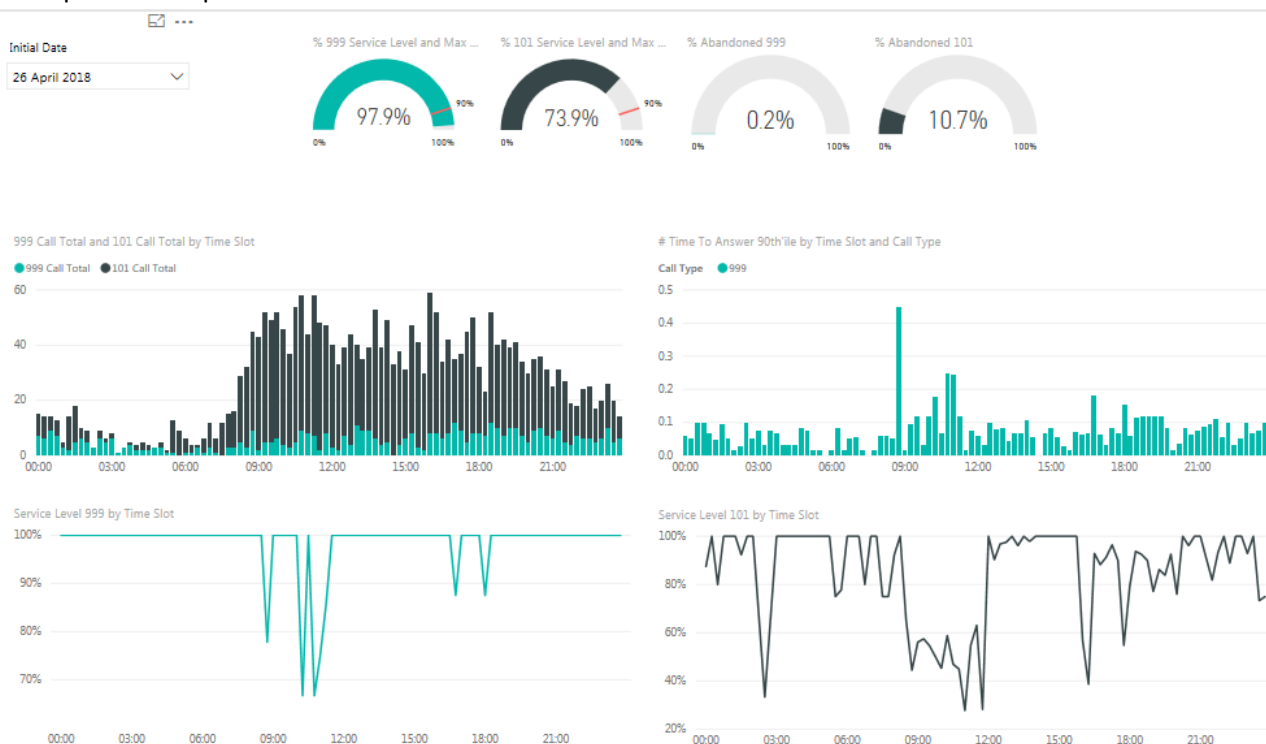 Initial Date
26 April 2018
% 999 Service Level and Max ...
90%
97.9%
0%
100%
% 101 Service Level and Max ...
90%
73.9%
0%
100%
% Abandoned 999
0.2%
0%
100%
% Abandoned 101
10.7%
0%
100%
999 Call Total and 101 Call Total by Time Slot
999 Call Total 101 Call Total
60
40
20
0
00:00 03:00 06:00 09:00 12:00 15:00 18:00 21:00
# Time To Answer 90th'ile by Time Slot and Call Type
Call Type 999
0.5
0.4
0.3
0.2
0.1
0.0
00:00 03:00 06:00 09:00 12:00 15:00 18:00 21:00
Service Level 999 by Time Slot
100%
90%
80%
70%
00:00 03:00 06:00 09:00 12:00 15:00 18:00 21:00
Service Level 101 by Time Slot
100%
80%
60%
40%
20%
00:00 03:00 06:00 09:00 12:00 15:00 18:00 21:00